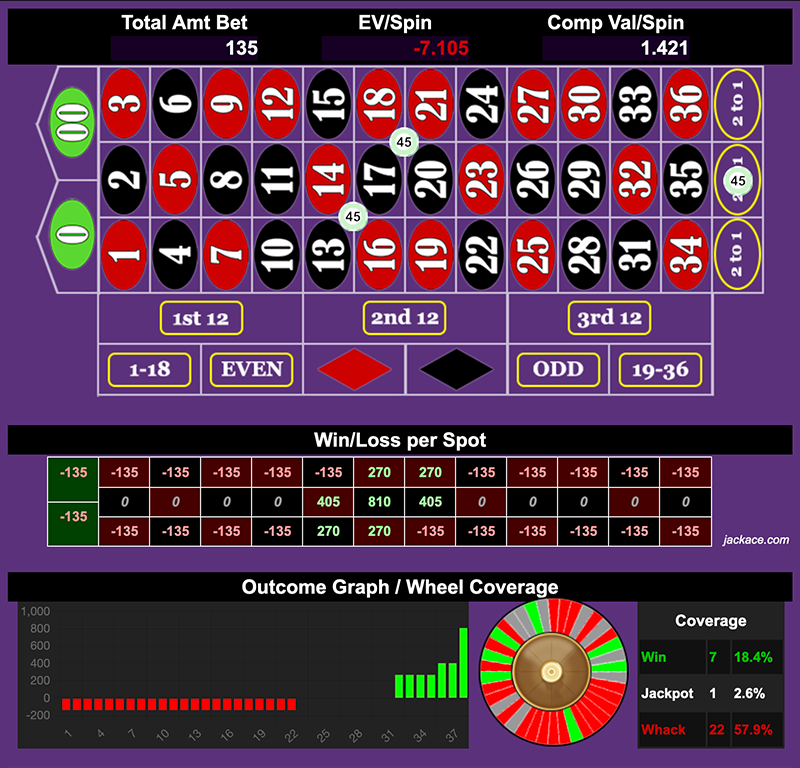 Total Amt Bet EV/Spin Comp Val/Spin
135 -7.105 1.421
3 6 9 12 15 18 21 24 27 30 33 36 2 to 1
00
45
2 5 8 11 14 17 20 23 26 29 32 35 45
0
45
1 4 7 10 13 16 19 22 25 28 31 34 2 to 1
1st 12 2nd 12 3rd 12
1-18 EVEN ODD 19-36
Win/Loss per Spot
-135 -135 -135 -135 -135 -135 270 270 -135 -135 -135 -135 -135
0 0 0 0 405 810 405 0 0 0 0 0
-135 -135 -135 -135 -135 270 270 -135 -135 -135 -135 -135 -135
jackace.com
Outcome Graph / Wheel Coverage
1,000
800
600
400
200
0
-200
1 4 7 10 13 16 19 22 25 28 31 34 37
Coverage
Win 7 18.4%
Jackpot 1 2.6%
Whack 22 57.9%